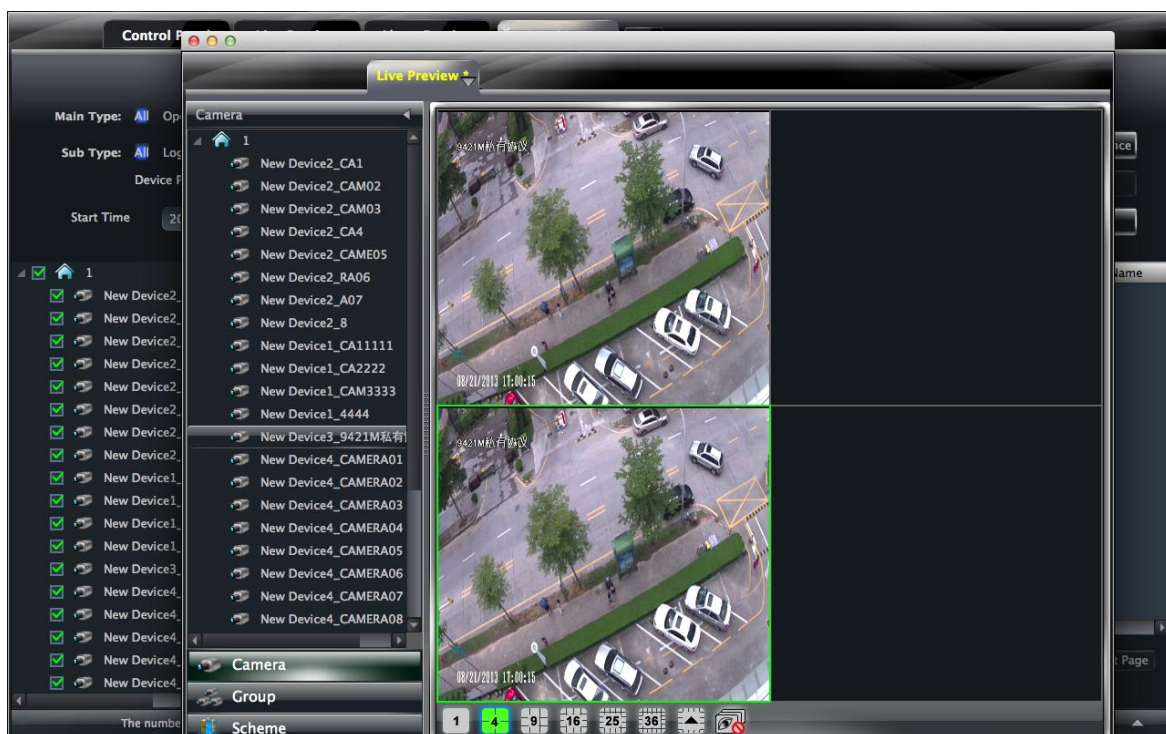 Control
Live Preview *
Main Type: All
Camera
1
Sub Type: All Log
New Device2_CA1
Device
New Device2_CAM02
New Device2_CAM03
Start Time 20
New Device2_CA4
New Device2_CAME05
New Device2_RA06
1
Name
New Device2_A07
New Device2_
New Device2_8
New Device2_
New Device1_CA11111
New Device2_
New Device1_CA2222
New Device2_
New Device1_CAM3333
New Device2_
New Device1_4444
New Device2_
New Device3_9421M私有
New Device2_
New Device4_CAMERA01
New Device2_
New Device4_CAMERA02
New Device1_
New Device4_CAMERA03
New Device1_
New Device4_CAMERA04
New Device1_
New Device4_CAMERA05
New Device1_
New Device4_CAMERA06
New Device3_
New Device4_CAMERA07
New Device4_
New Device4_CAMERA08
New Device4_
New Device4_
New Device4_
New Device4_
Camera
Group
Scheme
The numbe
9421M私有协议
08/21/2013 17:00:15
9421M私有协议
08/21/2013 17:00:15
1 4 9 16 25 36
Page